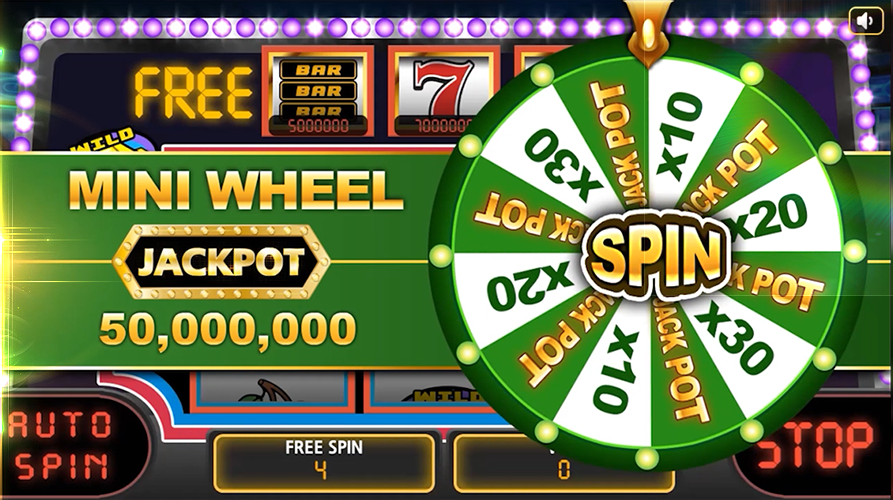 FREE
BAR
BAR
BAR
5000000
7
7000000
WILD
MINI WHEEL
JACKPOT
50,000,000
JACK POT
x10
JACK POT
x20
JACK POT
x30
JACK POT
x10
JACK POT
x20
JACK POT
x30
SPIN
WILD
AUTO
SPIN
FREE SPIN
4
0
STOP